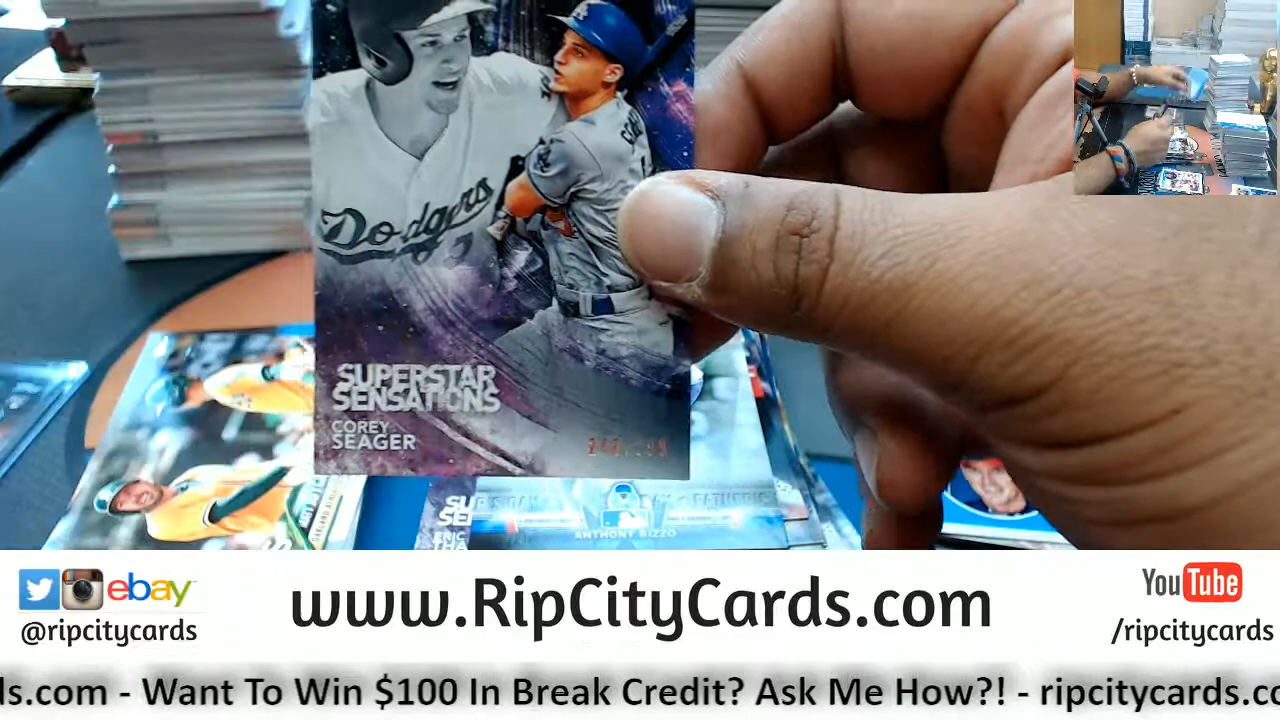 Dodgers
SUPERSTAR
SENSATIONS
COREY
SEAGER
ANTHONY RIZZO
ebay
@ripcitycards
www.RipCityCards.com
YouTube
/ripcitycards
ds.com - Want To Win $100 In Break Credit? Ask Me How?! - ripcitycards.co